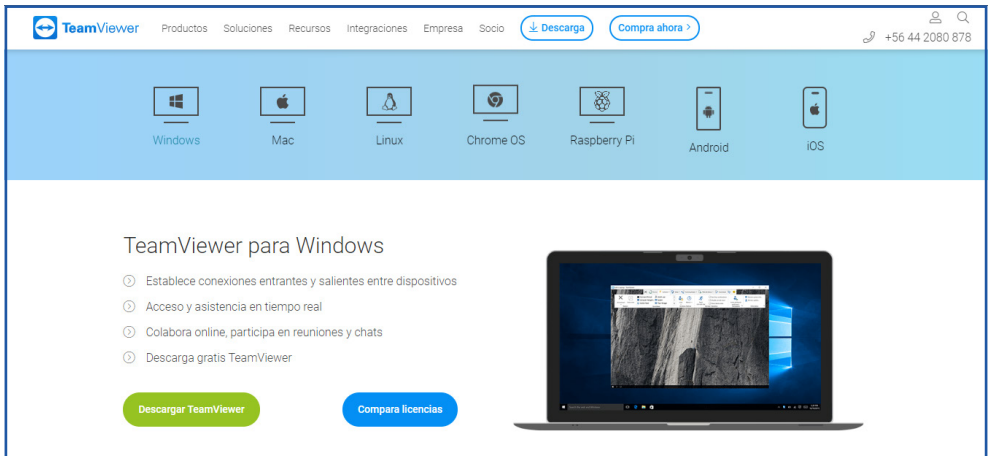 TeamViewer Productos Soluciones Recursos Integraciones Empresa Socio Descarga Compra ahora >
+56 44 2080 878
Windows Mac Linux Chrome OS Raspberry Pi Android iOS
TeamViewer para Windows
Establece conexiones entrantes y salientes entre dispositivos
Acceso y asistencia en tiempo real
Colabora online, participa en reuniones y chats
Descarga gratis TeamViewer
Descargar TeamViewer Compara licencias